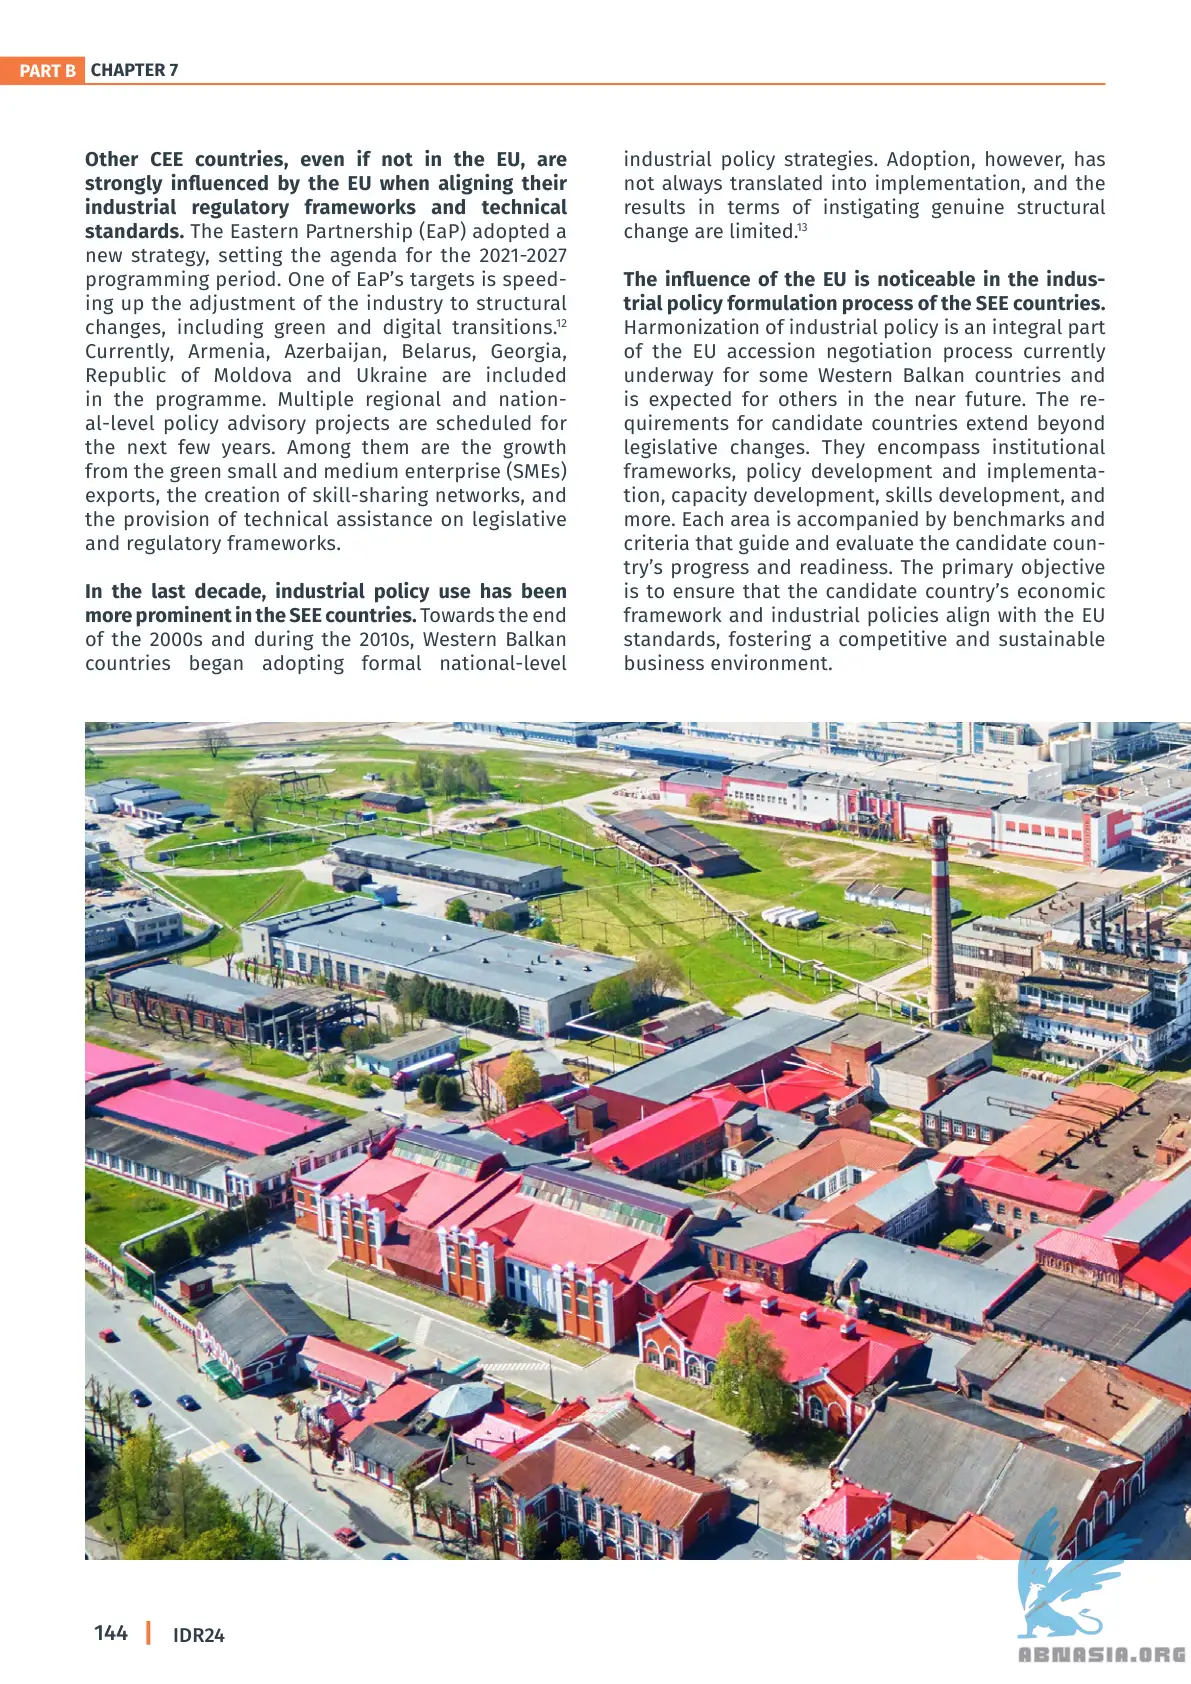 PART B CHAPTER 7
Other CEE countries, even if not in the EU, are
strongly influenced by the EU when aligning their
industrial regulatory frameworks and technical
standards. The Eastern Partnership (EaP) adopted a
new strategy, setting the agenda for the 2021-2027
programming period. One of EaP’s targets is speed-
ing up the adjustment of the industry to structural
changes, including green and digital transitions.12
Currently, Armenia, Azerbaijan, Belarus, Georgia,
Republic of Moldova and Ukraine are included
in the programme. Multiple regional and nation-
al-level policy advisory projects are scheduled for
the next few years. Among them are the growth
from the green small and medium enterprise (SMEs)
exports, the creation of skill-sharing networks, and
the provision of technical assistance on legislative
and regulatory frameworks.
In the last decade, industrial policy use has been
more prominent in the SEE countries. Towards the end
of the 2000s and during the 2010s, Western Balkan
countries began adopting formal national-level
industrial policy strategies. Adoption, however, has
not always translated into implementation, and the
results in terms of instigating genuine structural
change are limited.13
The influence of the EU is noticeable in the indus-
trial policy formulation process of the SEE countries.
Harmonization of industrial policy is an integral part
of the EU accession negotiation process currently
underway for some Western Balkan countries and
is expected for others in the near future. The re-
quirements for candidate countries extend beyond
legislative changes. They encompass institutional
frameworks, policy development and implementa-
tion, capacity development, skills development, and
more. Each area is accompanied by benchmarks and
criteria that guide and evaluate the candidate coun-
try’s progress and readiness. The primary objective
is to ensure that the candidate country’s economic
framework and industrial policies align with the EU
standards, fostering a competitive and sustainable
business environment.
144 IDR24
ABNASIA.ORG